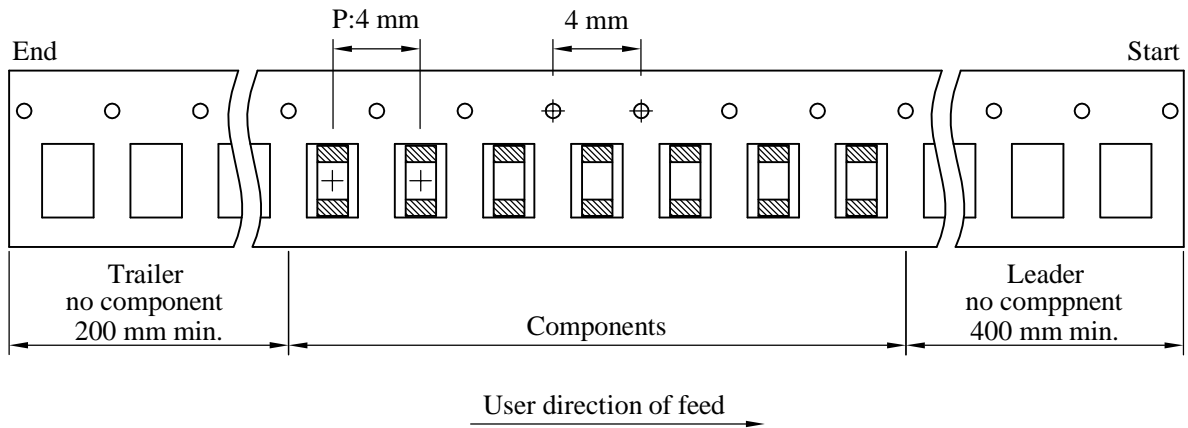 P:4 mm
4 mm
End
Start
Trailer
no component
200 mm min.
Components
Leader
no comppnent
400 mm min.
User direction of feed